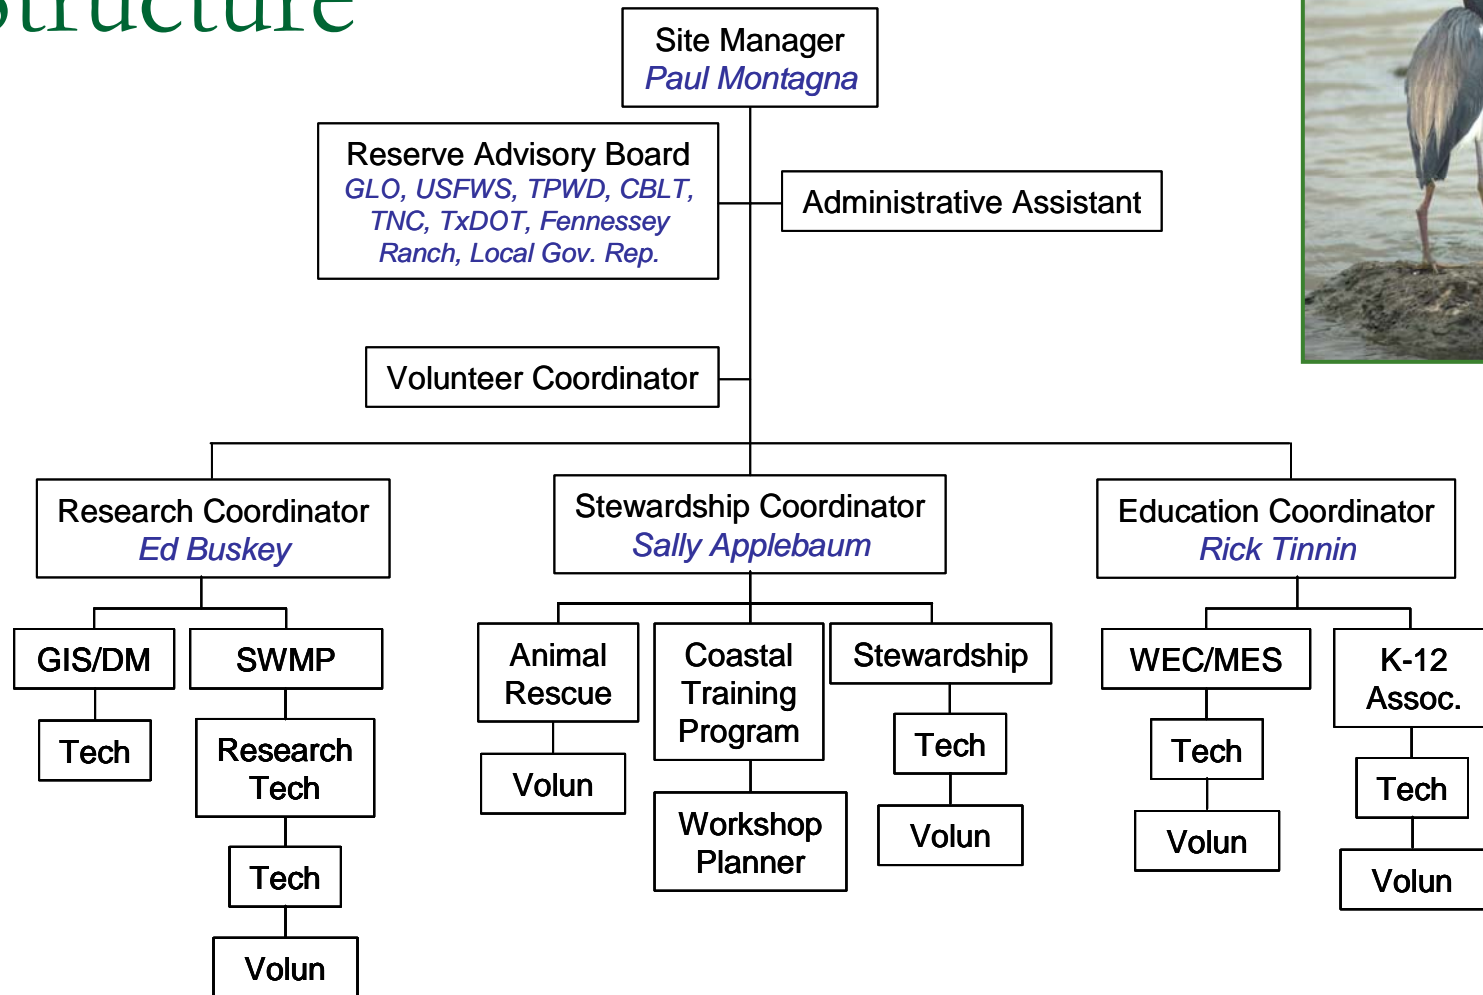 Structure
Site Manager
Paul Montagna
Reserve Advisory Board
GLO, USFWS, TPWD, CBLT,
TNC, TxDOT, Fennessey
Ranch, Local Gov. Rep.
Administrative Assistant
Volunteer Coordinator
Research Coordinator
Ed Buskey
Stewardship Coordinator
Sally Applebaum
Education Coordinator
Rick Tinnin
GIS/DM
Tech
SWMP
Research
Tech
Tech
Volun
Animal
Rescue
Volun
Coastal
Training
Program
Workshop
Planner
Stewardship
Tech
Volun
WEC/MES
Tech
Volun
K-12
Assoc.
Tech
Volun